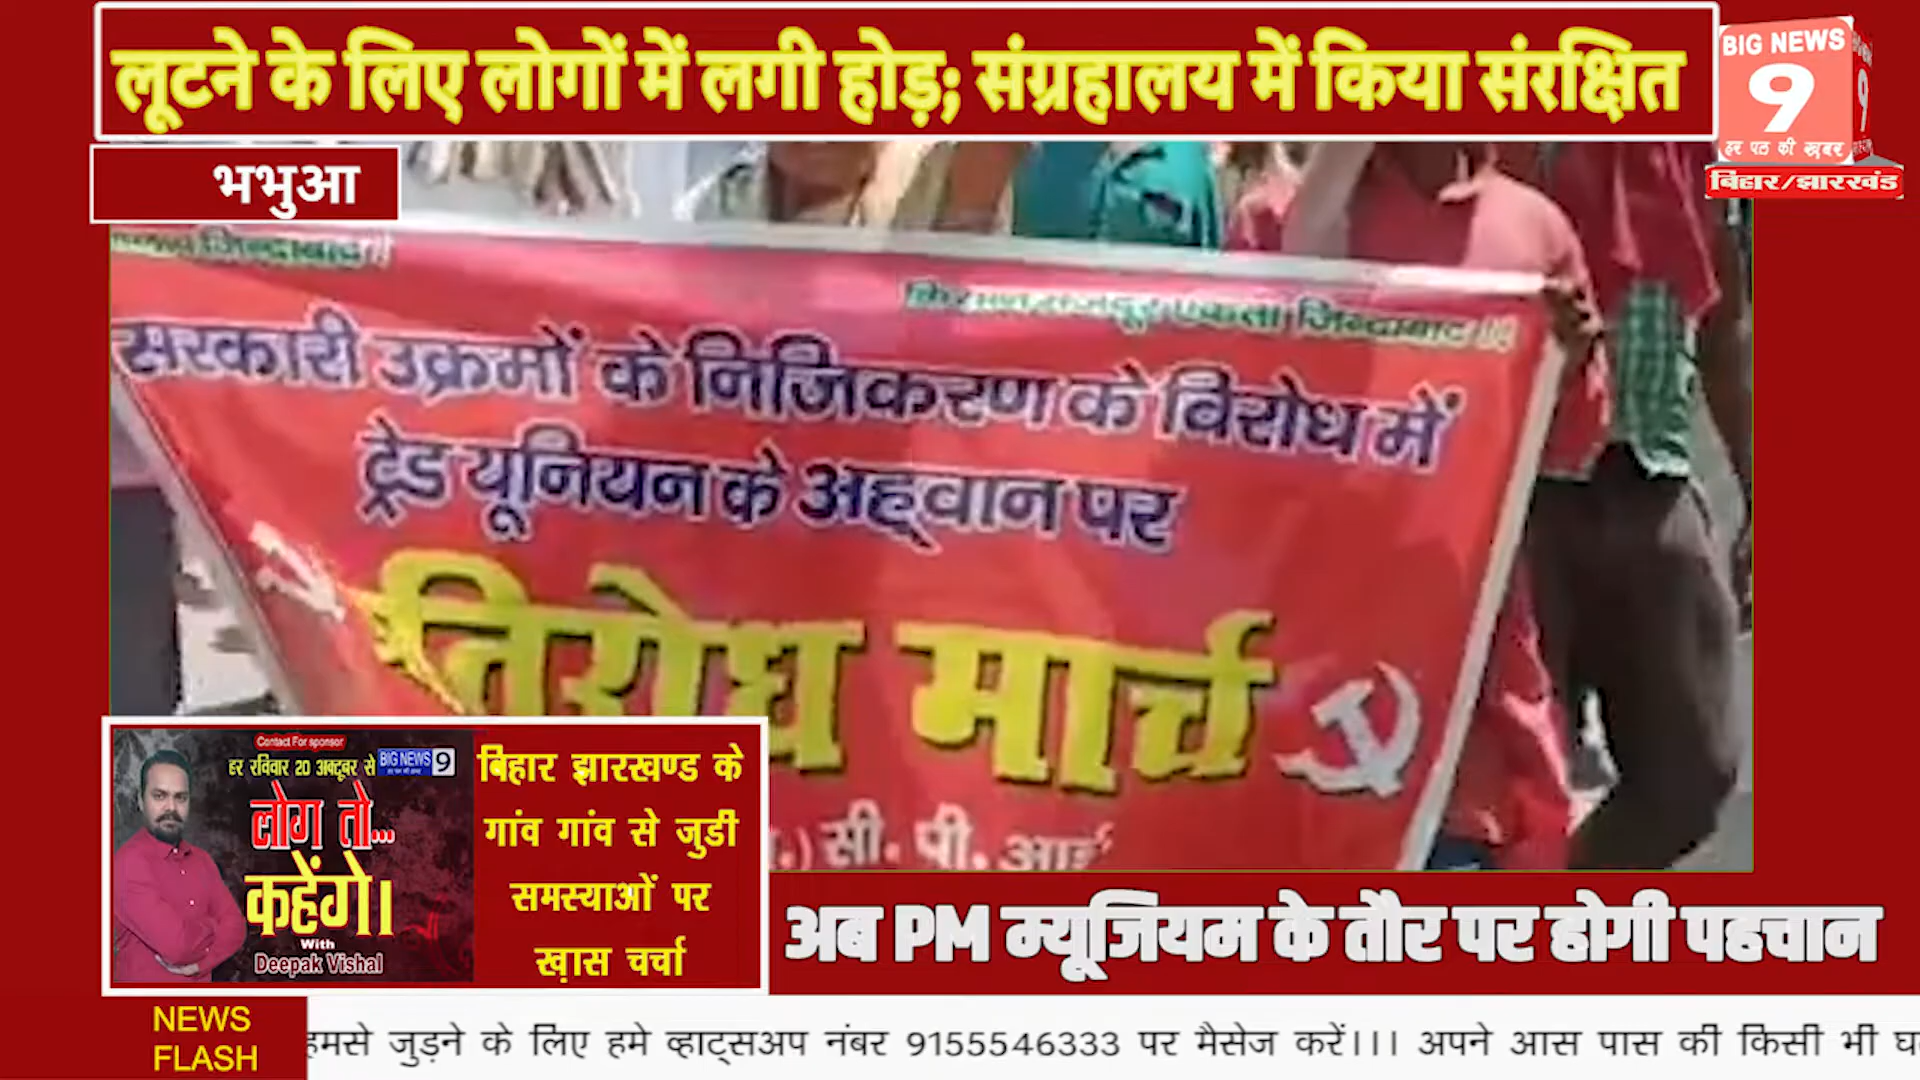 लूटने के लिए लोगों में लगी होड़; संग्रहालय में किया संरक्षित
BIG NEWS
9
हर पल की ख़बर
बिहार/झारखंड
भभुआ
जिन्दाबाद!!
एकता जिन्दाबाद!!
सरकारी उक्रमों के निजिकरण के विरोध में
ट्रेड यूनियन के अह्वान पर
विरोध मार्च
सी. पी. आई
Contact For sponsor
हर रविवार 20 अक्टूबर से BIG NEWS 9
लोग तो...
कहेंगे।
With
Deepak Vishal
बिहार झारखण्ड के
गांव गांव से जुडी
समस्याओं पर
ख़ास चर्चा
अब PM म्यूजियम के तौर पर होगी पहचान
NEWS
FLASH
हमसे जुड़ने के लिए हमे व्हाट्सअप नंबर 9155546333 पर मैसेज करें।।। अपने आस पास की किसी भी